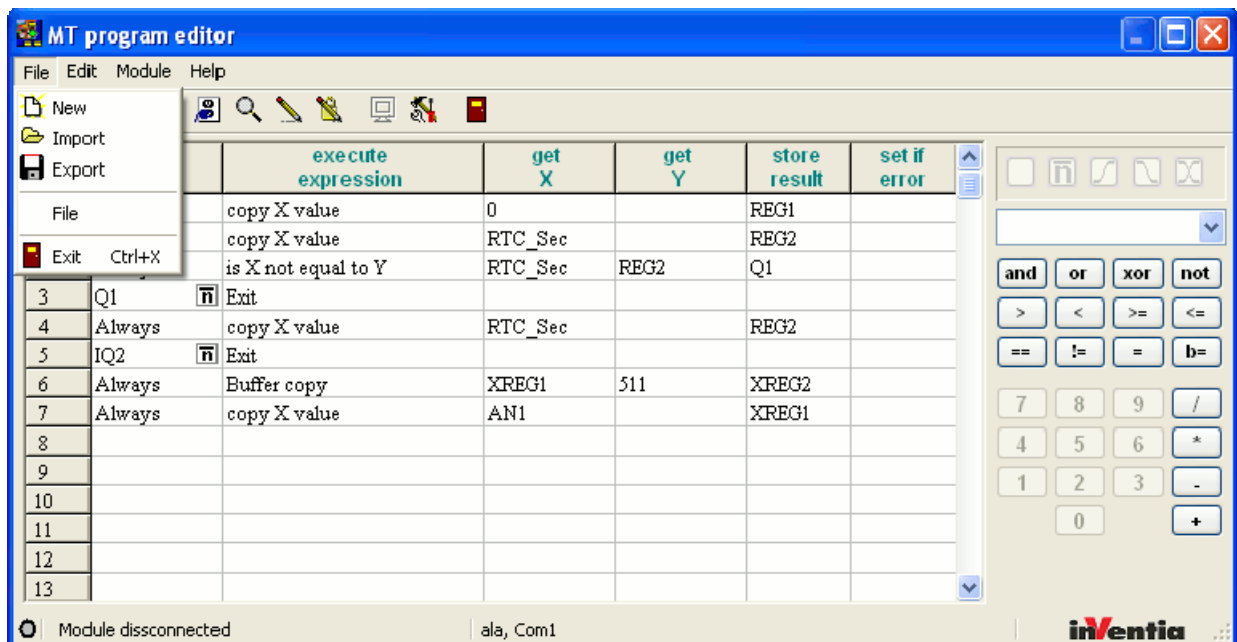 MT program editor
File Edit Module Help
New
Import
Export
File
Exit Ctrl+X
execute expression get X get Y store result set if error
copy X value 0 REG1
copy X value RTC_Sec REG2
is X not equal to Y RTC_Sec REG2 Q1
3 Q1 n Exit
4 Always copy X value RTC_Sec REG2
5 IQ2 n Exit
6 Always Buffer copy XREG1 511 XREG2
7 Always copy X value AN1 XREG1
8
9
10
11
12
13
n
and or xor not
> < >= <=
== != = b=
7 8 9 /
4 5 6 *
1 2 3 -
0 +
Module dissconnected ala, Com1 inVentia